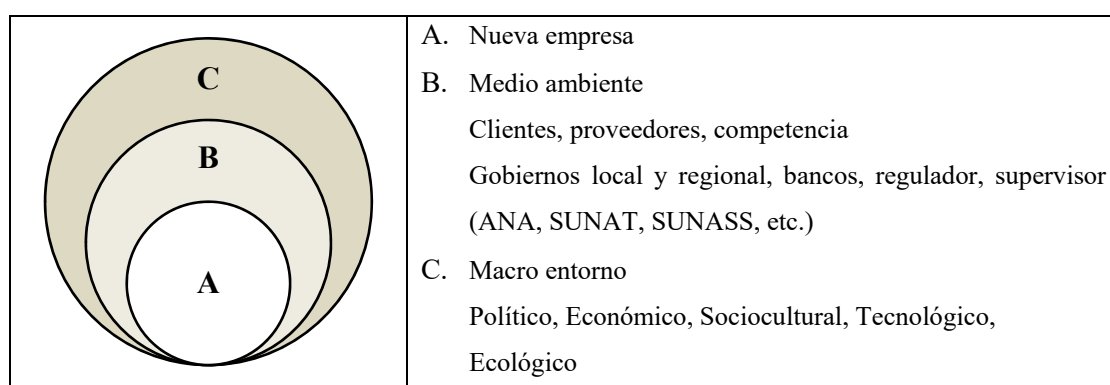 C
B
A
A. Nueva empresa
B. Medio ambiente
Clientes, proveedores, competencia
Gobiernos local y regional, bancos, regulador, supervisor
(ANA, SUNAT, SUNASS, etc.)
C. Macro entorno
Político, Económico, Sociocultural, Tecnológico,
Ecológico